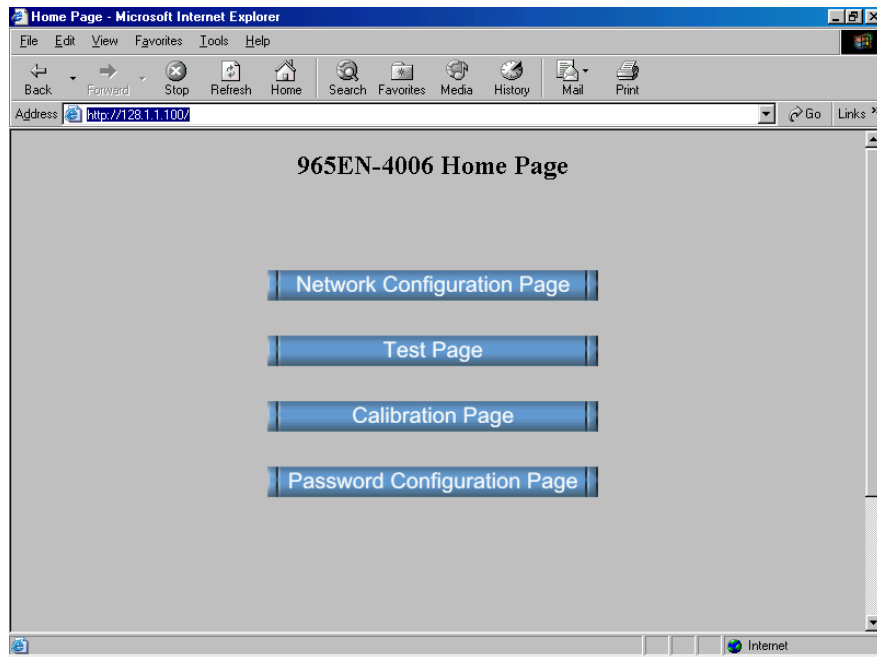 Home Page - Microsoft Internet Explorer
File Edit View Favorites Tools Help
Back Forward Stop Refresh Home Search Favorites Media History Mail Print
Address http://128.1.1.100/ Go Links »
965EN-4006 Home Page
Network Configuration Page
Test Page
Calibration Page
Password Configuration Page
Internet